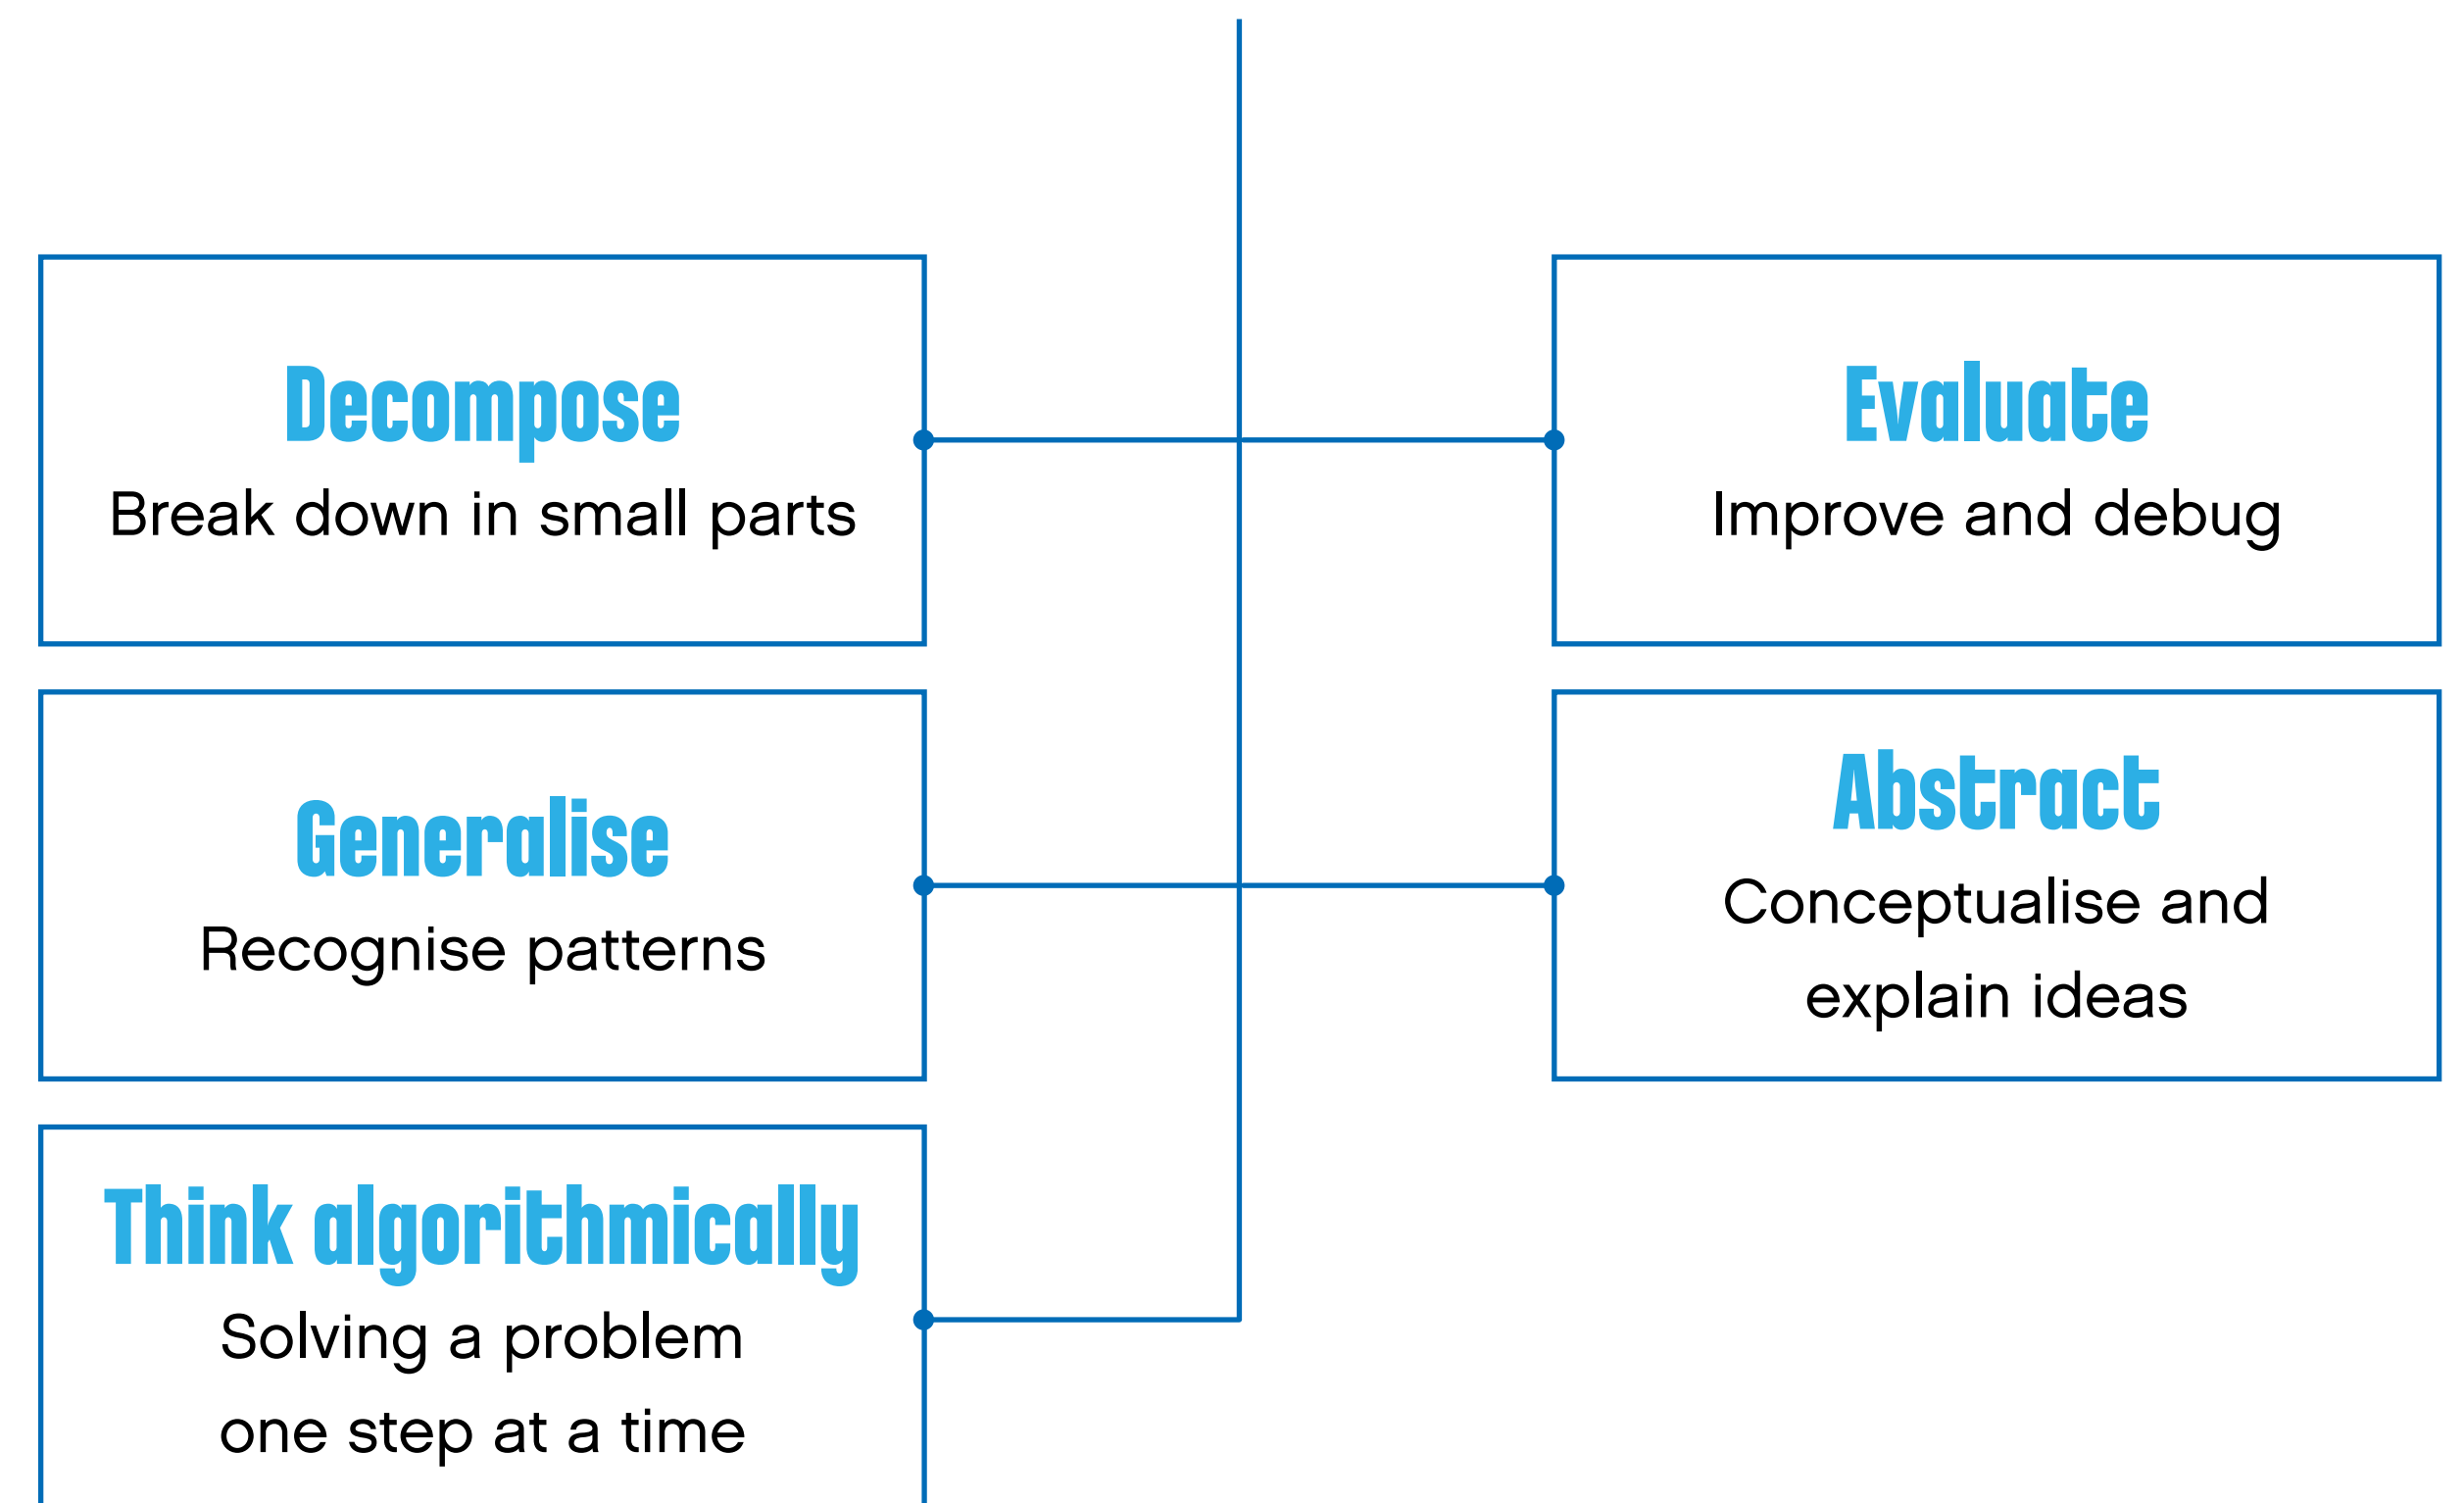 Decompose
Break down in small parts
Evaluate
Improve and debug
Generalise
Recognise patterns
Abstract
Conceptualise and
explain ideas
Think algorithmically
Solving a problem
one step at a time